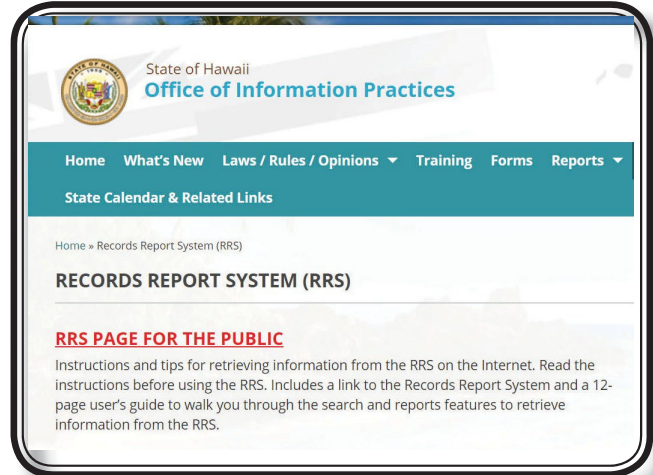 State of Hawaii
Office of Information Practices
Home What's New Laws / Rules / Opinions Training Forms Reports
State Calendar & Related Links
Home » Records Report System (RRS)
RECORDS REPORT SYSTEM (RRS)
RRS PAGE FOR THE PUBLIC
Instructions and tips for retrieving information from the RRS on the Internet. Read the
instructions before using the RRS. Includes a link to the Records Report System and a 12-
page user's guide to walk you through the search and reports features to retrieve
information from the RRS.